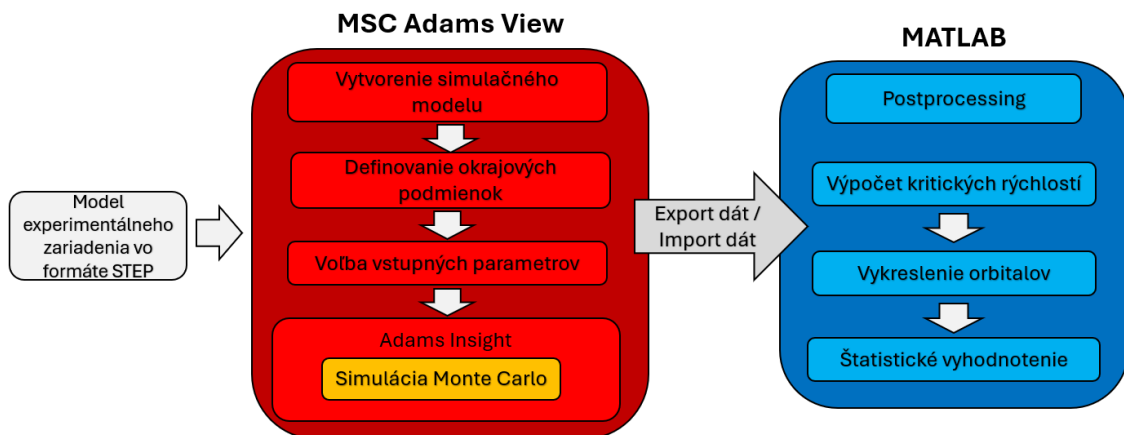 MSC Adams View
MATLAB
Model
experimentálneho
zariadenia vo
formáte STEP
Vytvorenie simulačného
modelu
Definovanie okrajových
podmienok
Voľba vstupných parametrov
Adams Insight
Simulácia Monte Carlo
Export dát /
Import dát
Postprocessing
Výpočet kritických rýchlostí
Vykreslenie orbitalov
Štatistické vyhodnotenie